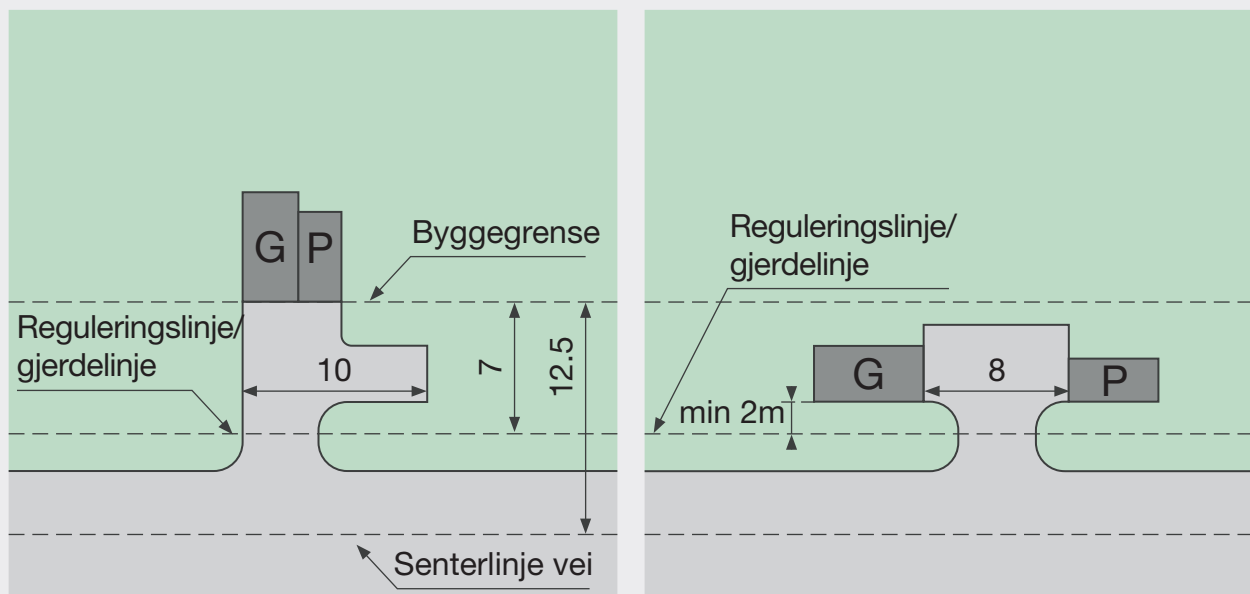 G P
Byggegrense
Reguleringslinje/
gjerdelinje
10
7
12.5
Senterlinje vei
Reguleringslinje/
gjerdelinje
G
8
P
min 2m